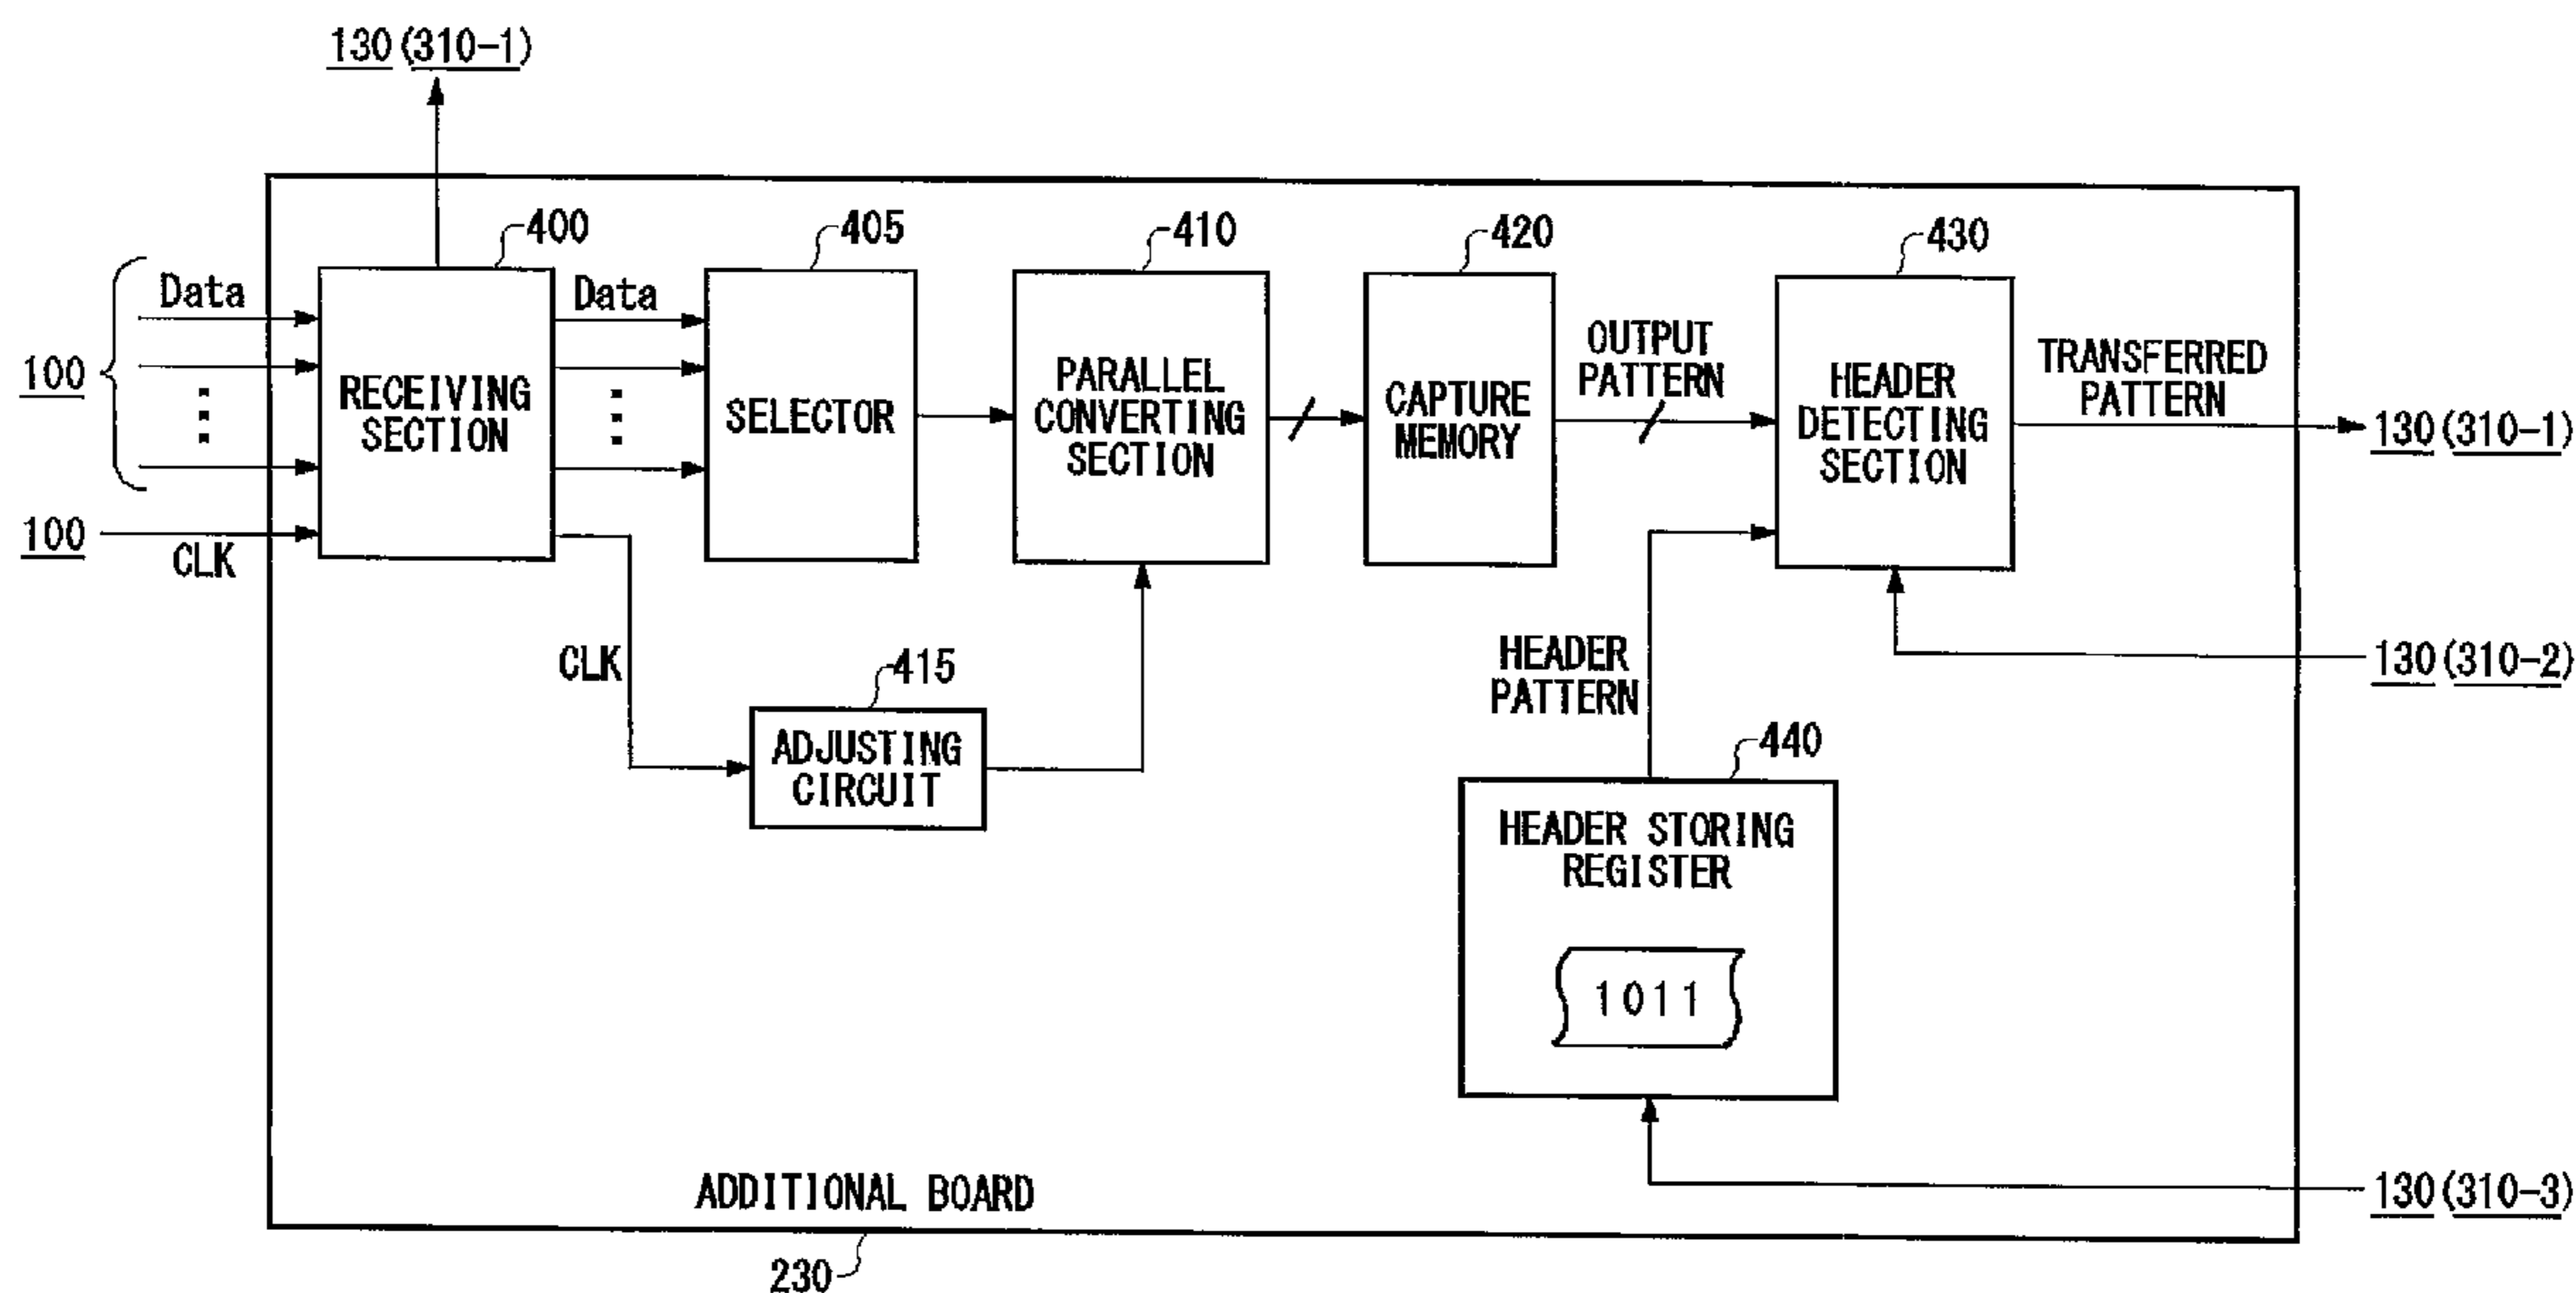 130(310-1)
400
405
410
420
430
Data
Data
100
RECEIVING
SECTION
SELECTOR
PARALLEL
CONVERTING
SECTION
CAPTURE
MEMORY
OUTPUT
PATTERN
HEADER
DETECTING
SECTION
TRANSFERRED
PATTERN
130(310-1)
100
CLK
CLK
415
ADJUSTING
CIRCUIT
HEADER
PATTERN
130(310-2)
440
HEADER STORING
REGISTER
1011
130(310-3)
ADDITIONAL BOARD
230